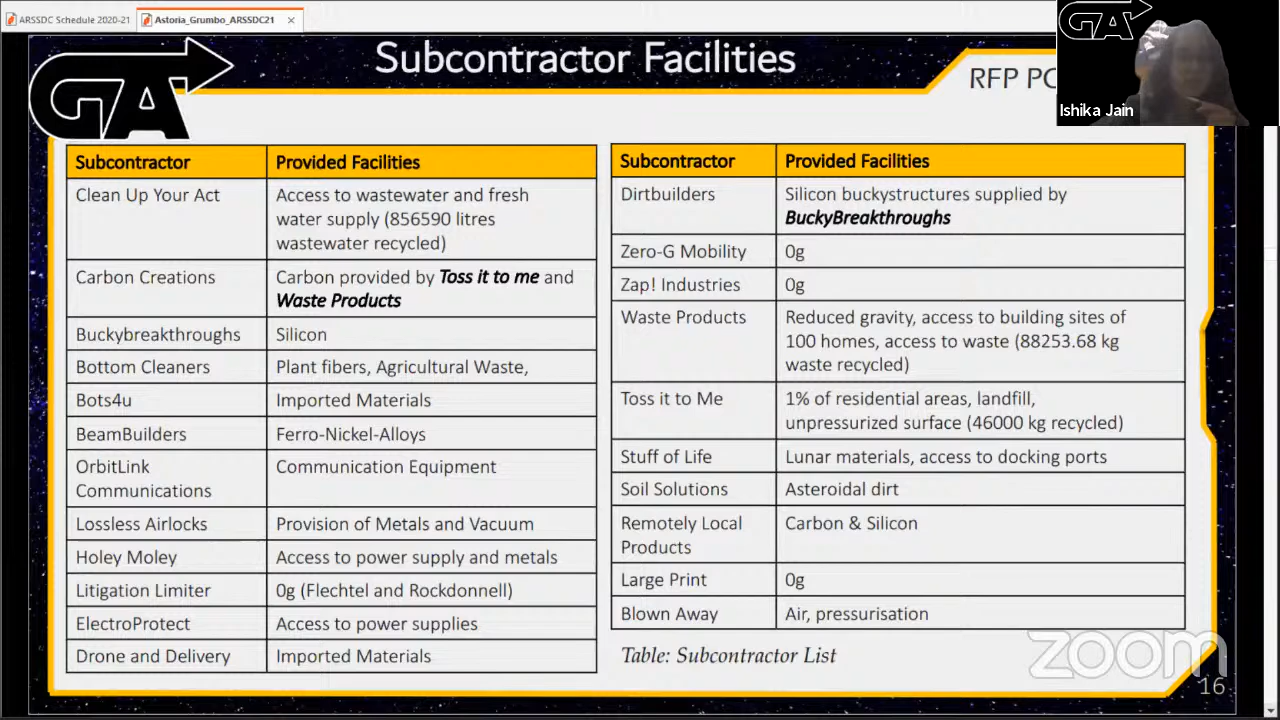 ARSSDC Schedule 2020-21
Astoria_Grumbo_ARSSDC21
GA
Subcontractor Facilities
RFP PO
GA
Ishika Jain
Subcontractor
Provided Facilities
Clean Up Your Act
Access to wastewater and fresh
water supply (856590 litres
wastewater recycled)
Carbon Creations
Carbon provided by Toss it to me and
Waste Products
Buckybreakthroughs
Silicon
Bottom Cleaners
Plant fibers, Agricultural Waste,
Bots4u
Imported Materials
BeamBuilders
Ferro-Nickel-Alloys
OrbitLink
Communications
Communication Equipment
Lossless Airlocks
Provision of Metals and Vacuum
Holey Moley
Access to power supply and metals
Litigation Limiter
0g (Flechtel and Rockdonnell)
ElectroProtect
Access to power supplies
Drone and Delivery
Imported Materials
Subcontractor
Provided Facilities
Dirtbuilders
Silicon buckystructures supplied by
BuckyBreakthroughs
Zero-G Mobility
0g
Zap! Industries
0g
Waste Products
Reduced gravity, access to building sites of
100 homes, access to waste (88253.68 kg
waste recycled)
Toss it to Me
1% of residential areas, landfill,
unpressurized surface (46000 kg recycled)
Stuff of Life
Lunar materials, access to docking ports
Soil Solutions
Asteroidal dirt
Remotely Local
Products
Carbon & Silicon
Large Print
0g
Blown Away
Air, pressurisation
Table: Subcontractor List
zoom
16